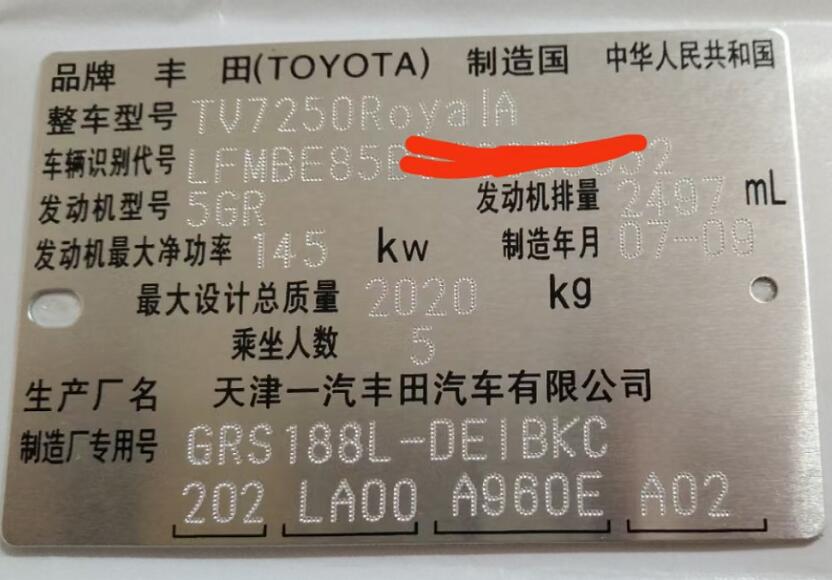 品牌 丰 田(TOYOTA) 制造国 中华人民共和国
整车型号 TV7250RoyalA
车辆识别代号 LFMBE85B
发动机型号 5GR 发动机排量 2497 mL
发动机最大净功率 145 kw 制造年月 07-09
最大设计总质量 2020 kg
乘坐人数 5
生产厂名 天津一汽丰田汽车有限公司
制造厂专用号 GRS188L-DEIBKC
202 LA00 A960E A02